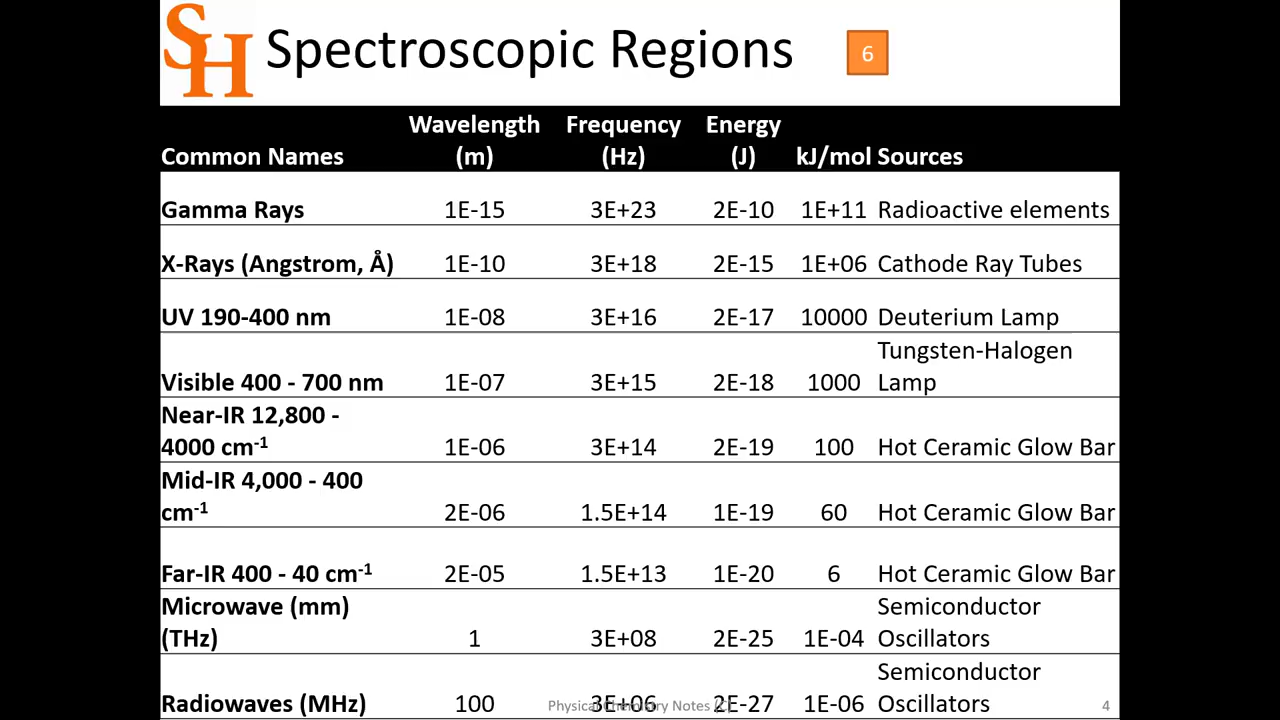 SH Spectroscopic Regions 6
Wavelength Frequency Energy
Common Names (m) (Hz) (J) kJ/mol Sources
Gamma Rays 1E-15 3E+23 2E-10 1E+11 Radioactive elements
X-Rays (Angstrom, Å) 1E-10 3E+18 2E-15 1E+06 Cathode Ray Tubes
UV 190-400 nm 1E-08 3E+16 2E-17 10000 Deuterium Lamp
Tungsten-Halogen
Visible 400 - 700 nm 1E-07 3E+15 2E-18 1000 Lamp
Near-IR 12,800 -
4000 cm⁻¹ 1E-06 3E+14 2E-19 100 Hot Ceramic Glow Bar
Mid-IR 4,000 - 400
cm⁻¹ 2E-06 1.5E+14 1E-19 60 Hot Ceramic Glow Bar
Far-IR 400 - 40 cm⁻¹ 2E-05 1.5E+13 1E-20 6 Hot Ceramic Glow Bar
Microwave (mm) Semiconductor
(THz) 1 3E+08 2E-25 1E-04 Oscillators
Semiconductor
Radiowaves (MHz) 100 3E+06 2E-27 1E-06 Oscillators
Physical Chemistry Notes (C) 4